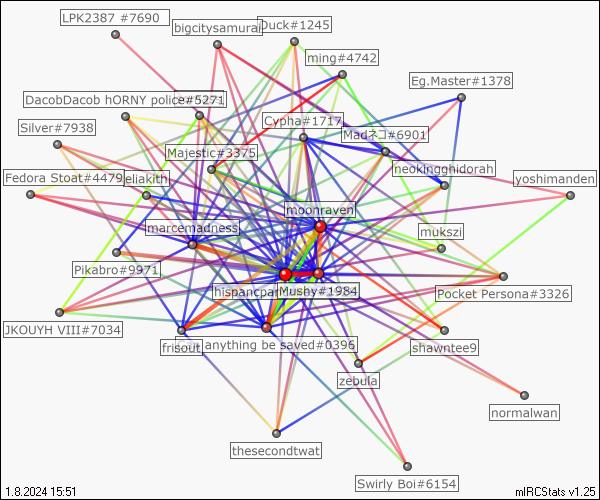 LPK2387 #7690
bigcitysamurai
Duck#1245
ming#4742
Eg.Master#1378
DacobDacob hORNY police#5271
Cypha#1717
Silver#7938
Madネコ#6901
Majestic#3375
neokingghidorah
Fedora Stoat#4479
eliakith
yoshimanden
moonraven
marcemadness
mukszi
Pikabro#9971
hispancpa
Mushy#1984
Pocket Persona#3326
JKOUYH VIII#7034
frisout
anything be saved#0396
shawntee9
zebula
normalwan
thesecondtwat
Swirly Boi#6154
1.8.2024 15:51
mIRCStats v1.25